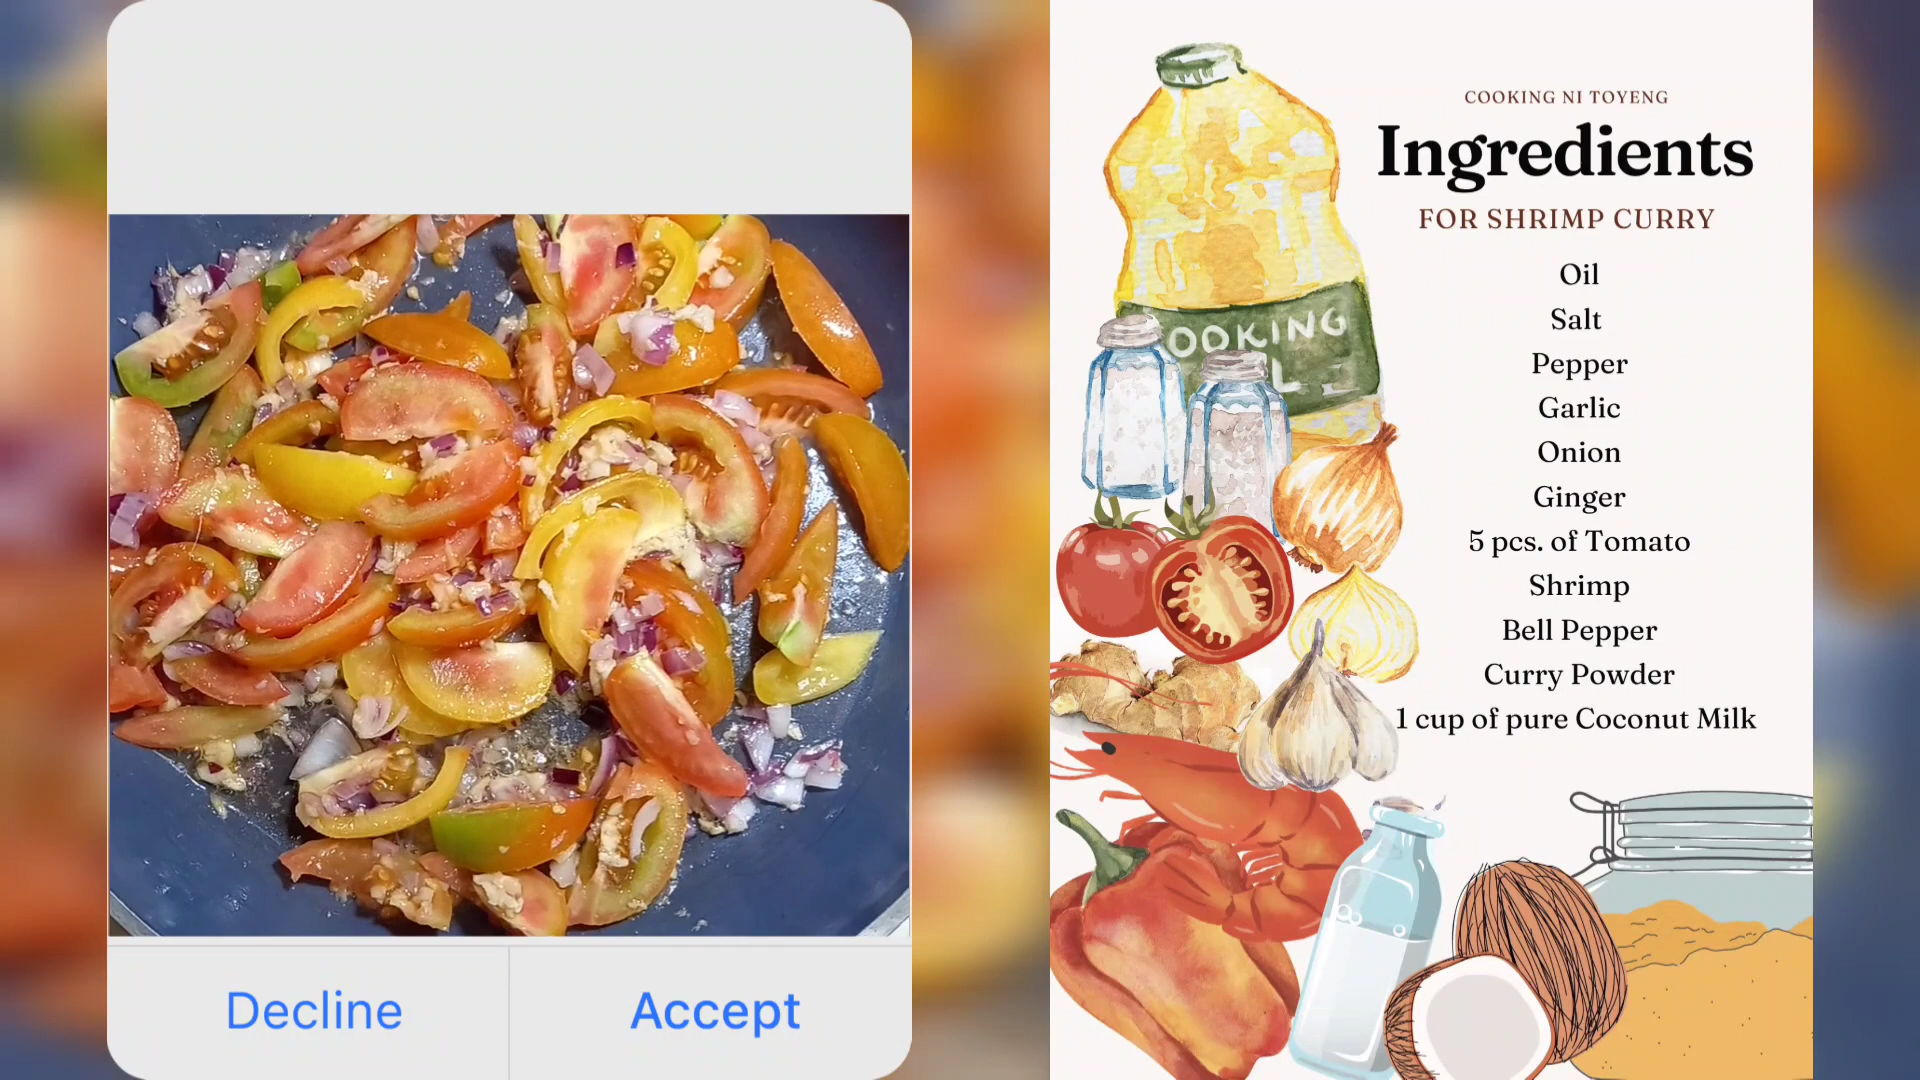 Decline
Accept
COOKING NI TOYENG
Ingredients
FOR SHRIMP CURRY
Oil
Salt
Pepper
Garlic
Onion
Ginger
5 pcs. of Tomato
Shrimp
Bell Pepper
Curry Powder
1 cup of pure Coconut Milk
OOKING
L